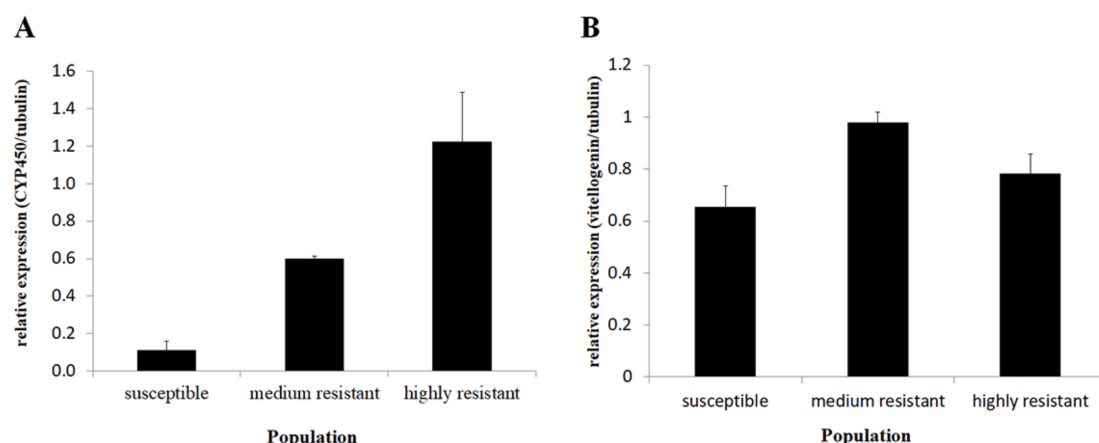 A
relative expression (CYP450/tubulin)
1.6
1.4
1.2
1.0
0.8
0.6
0.4
0.2
0.0
susceptible
medium resistant
highly resistant
Population
B
relative expression (vitellogenin/tubulin)
1.2
1
0.8
0.6
0.4
0.2
0
susceptible
medium resistant
highly resistant
Population